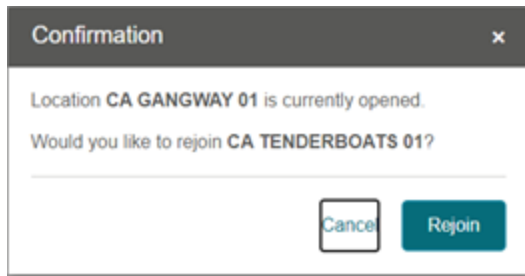 Confirmation
×
Location CA GANGWAY 01 is currently opened.
Would you like to rejoin CA TENDERBOATS 01?
Cancel
Rejoin